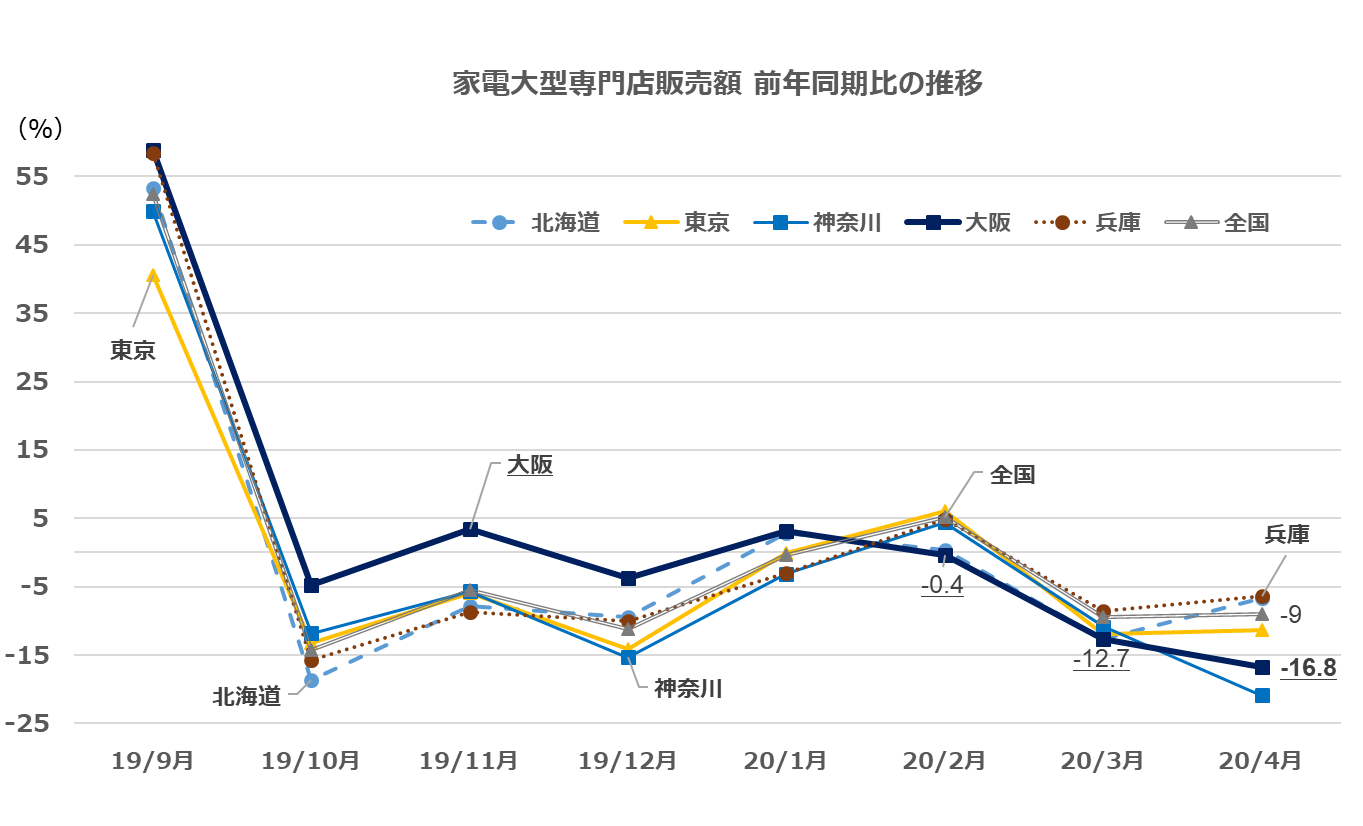 家電大型専門店販売額 前年同期比の推移
（%）
55
45
35
25
15
5
-5
-15
-25
北海道 東京 神奈川 大阪 兵庫 全国
東京
大阪
全国
兵庫
-0.4
-9
-12.7
-16.8
北海道
神奈川
19/9月 19/10月 19/11月 19/12月 20/1月 20/2月 20/3月 20/4月